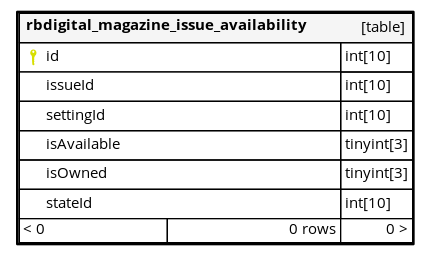 rbdigital_magazine_issue_availability [table]
id int[10]
issueId int[10]
settingId int[10]
isAvailable tinyint[3]
isOwned tinyint[3]
stateId int[10]
< 0 0 rows 0 >